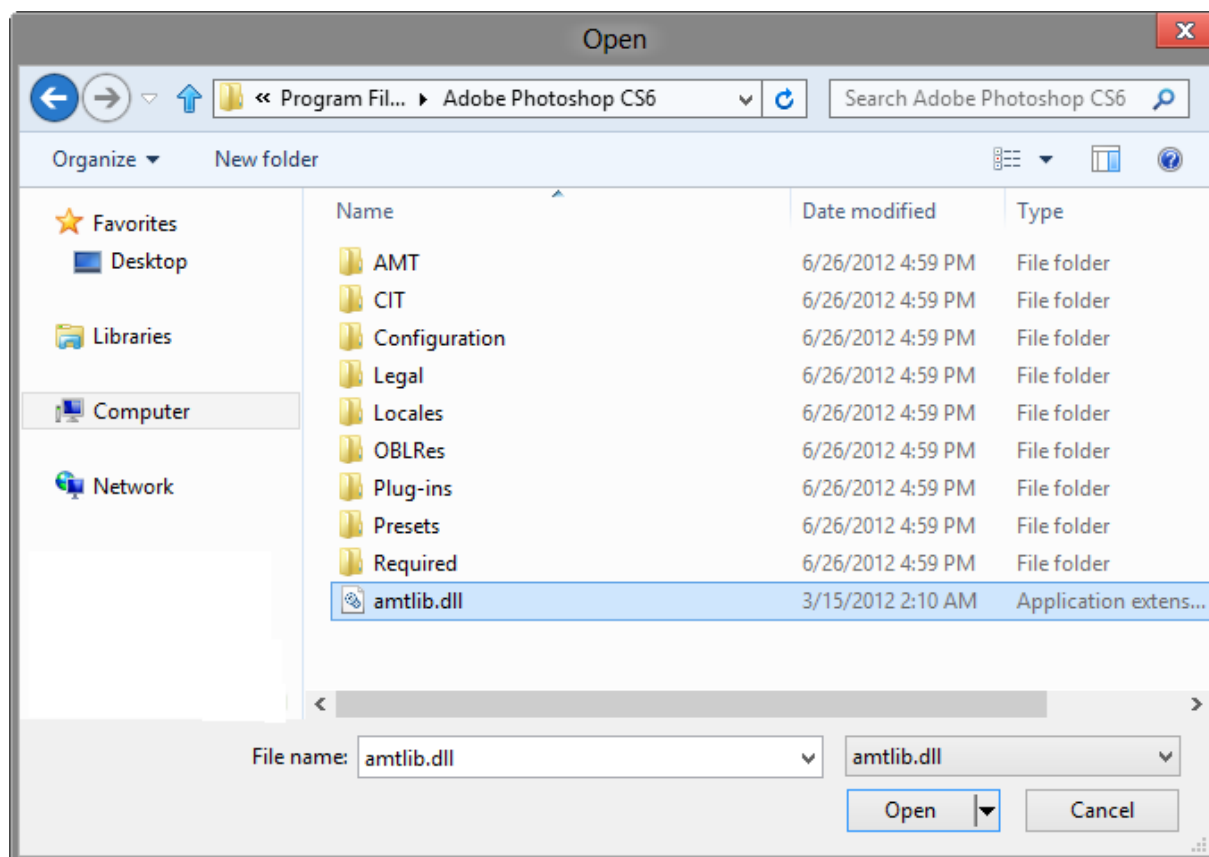 Open
x
« Program Fil... ▸ Adobe Photoshop CS6
Search Adobe Photoshop CS6
Organize ▾ New folder
Name Date modified Type
Favorites
Desktop
Libraries
Computer
Network
AMT 6/26/2012 4:59 PM File folder
CIT 6/26/2012 4:59 PM File folder
Configuration 6/26/2012 4:59 PM File folder
Legal 6/26/2012 4:59 PM File folder
Locales 6/26/2012 4:59 PM File folder
OBLRes 6/26/2012 4:59 PM File folder
Plug-ins 6/26/2012 4:59 PM File folder
Presets 6/26/2012 4:59 PM File folder
Required 6/26/2012 4:59 PM File folder
amtlib.dll 3/15/2012 2:10 AM Application extens...
File name: amtlib.dll amtlib.dll
Open Cancel